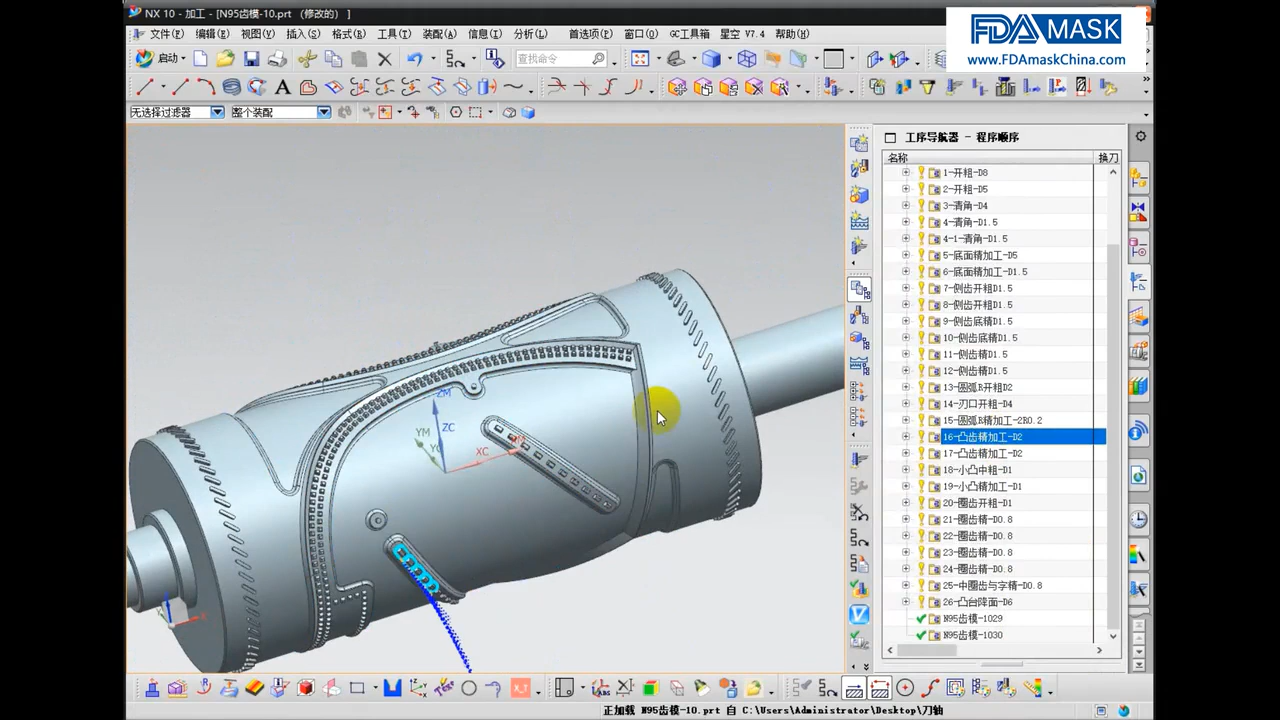 NX 10 - 加工 - [N95齿模-10.prt （修改的） ]
FDA MASK
www.FDAmaskChina.com
文件(F) 编辑(E) 视图(V) 插入(S) 格式(R) 工具(T) 装配(A) 信息(I) 分析(L) 首选项(P) 窗口(O) GC工具箱 星空 V7.4 帮助(H)
启动 查找命令
无选择过滤器 整个装配
工序导航器 - 程序顺序
名称 换刀
1-开粗-D8
2-开粗-D5
3-清角-D4
4-清角-D1.5
4-1-清角-D1.5
5-底面精加工-D5
6-底面精加工-D1.5
7-侧齿开粗D1.5
8-侧齿开粗D1.5
9-侧齿底精D1.5
10-侧齿底精D1.5
11-侧齿精D1.5
12-侧齿精D1.5
13-圆弧R开粗D2
14-刃口开粗-D4
15-圆弧R精加工-2R0.2
16-凸齿精加工-D2
17-凸齿精加工-D2
18-小凸中粗-D1
19-小凸精加工-D1
20-圈齿开粗-D1
21-圈齿精-D0.8
22-圈齿精-D0.8
23-圈齿精-D0.8
24-圈齿精-D0.8
25-中圈齿与字精-D0.8
26-凸台降面-D6
N95齿模-1029
N95齿模-1030
ZM
ZC
YM
XC
正加载 N95齿模-10.prt 自 C:\Users\Administrator\Desktop\刀轴